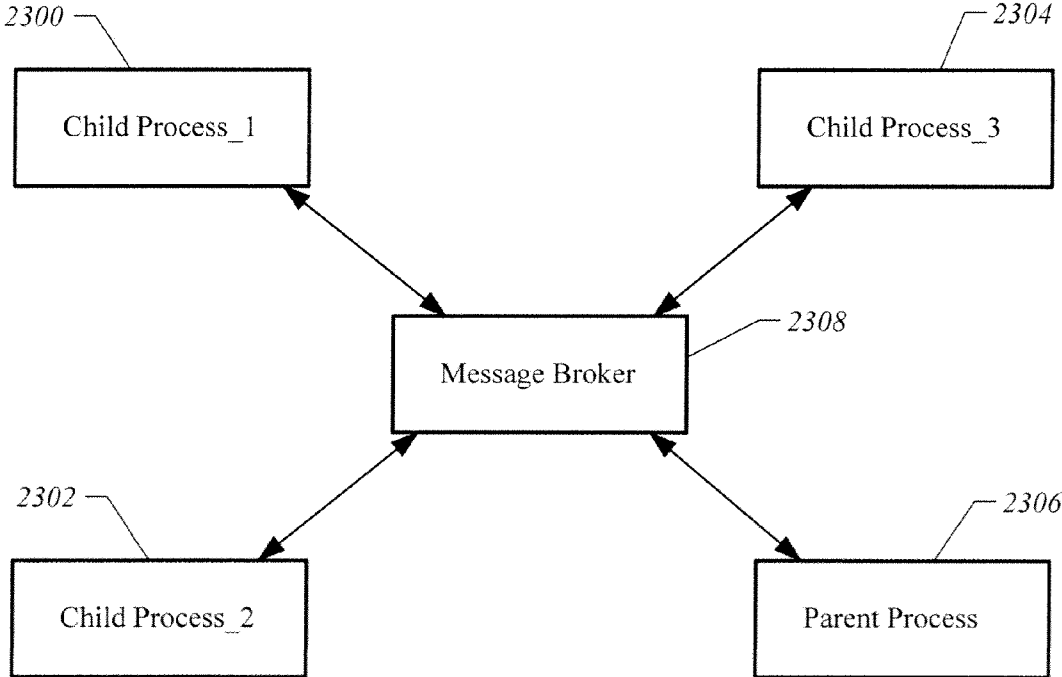 2300
2304
Child Process_1
Child Process_3
2308
Message Broker
2302
2306
Child Process_2
Parent Process